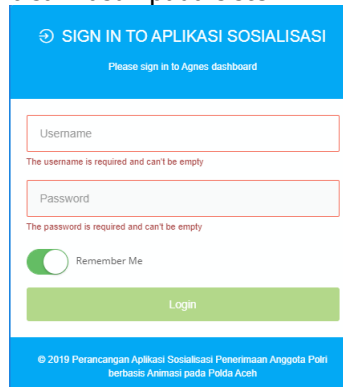 SIGN IN TO APLIKASI SOSIALISASI
Please sign in to Agnes dashboard
Username
The username is required and can't be empty
Password
The password is required and can't be empty
Remember Me
Login
© 2019 Perancangan Aplikasi Sosialisasi Penerimaan Anggota Polri
berbasis Animasi pada Polda Aceh